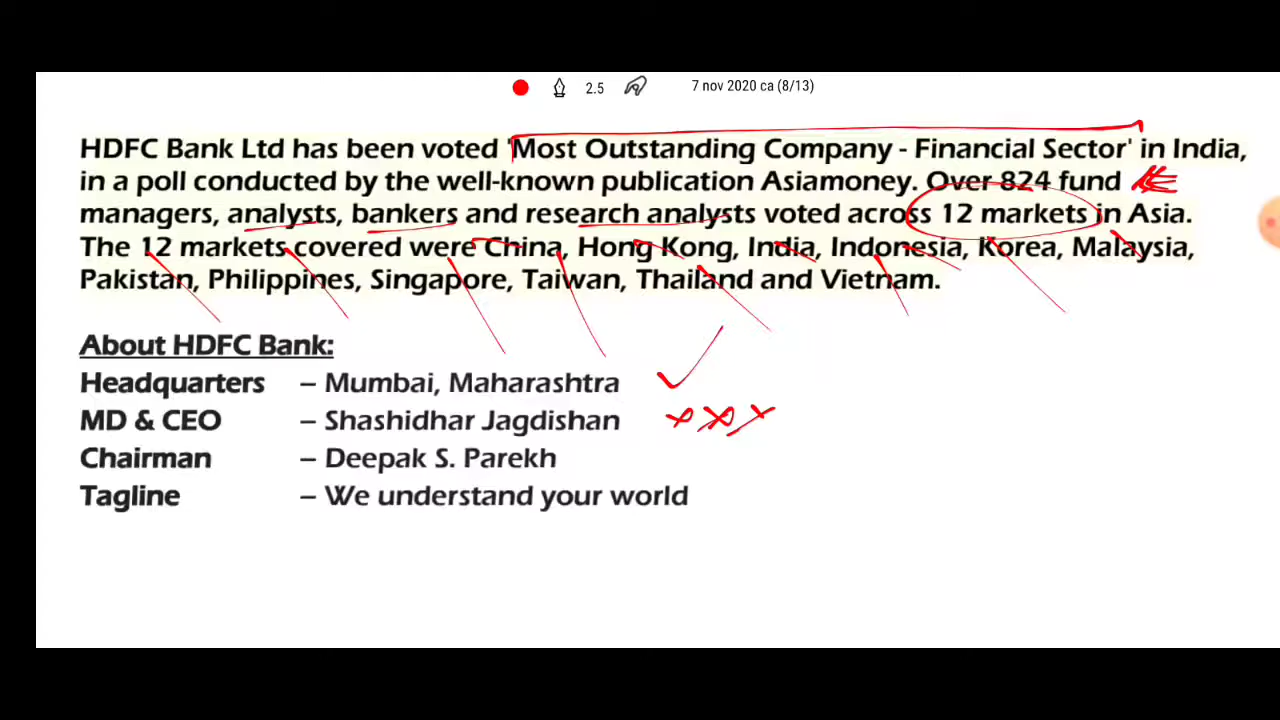 2.5 7 nov 2020 ca (8/13)
HDFC Bank Ltd has been voted 'Most Outstanding Company - Financial Sector' in India,
in a poll conducted by the well-known publication Asiamoney. Over 824 fund
managers, analysts, bankers and research analysts voted across 12 markets in Asia.
The 12 markets covered were China, Hong Kong, India, Indonesia, Korea, Malaysia,
Pakistan, Philippines, Singapore, Taiwan, Thailand and Vietnam.
About HDFC Bank:
Headquarters – Mumbai, Maharashtra
MD & CEO – Shashidhar Jagdishan
Chairman – Deepak S. Parekh
Tagline – We understand your world